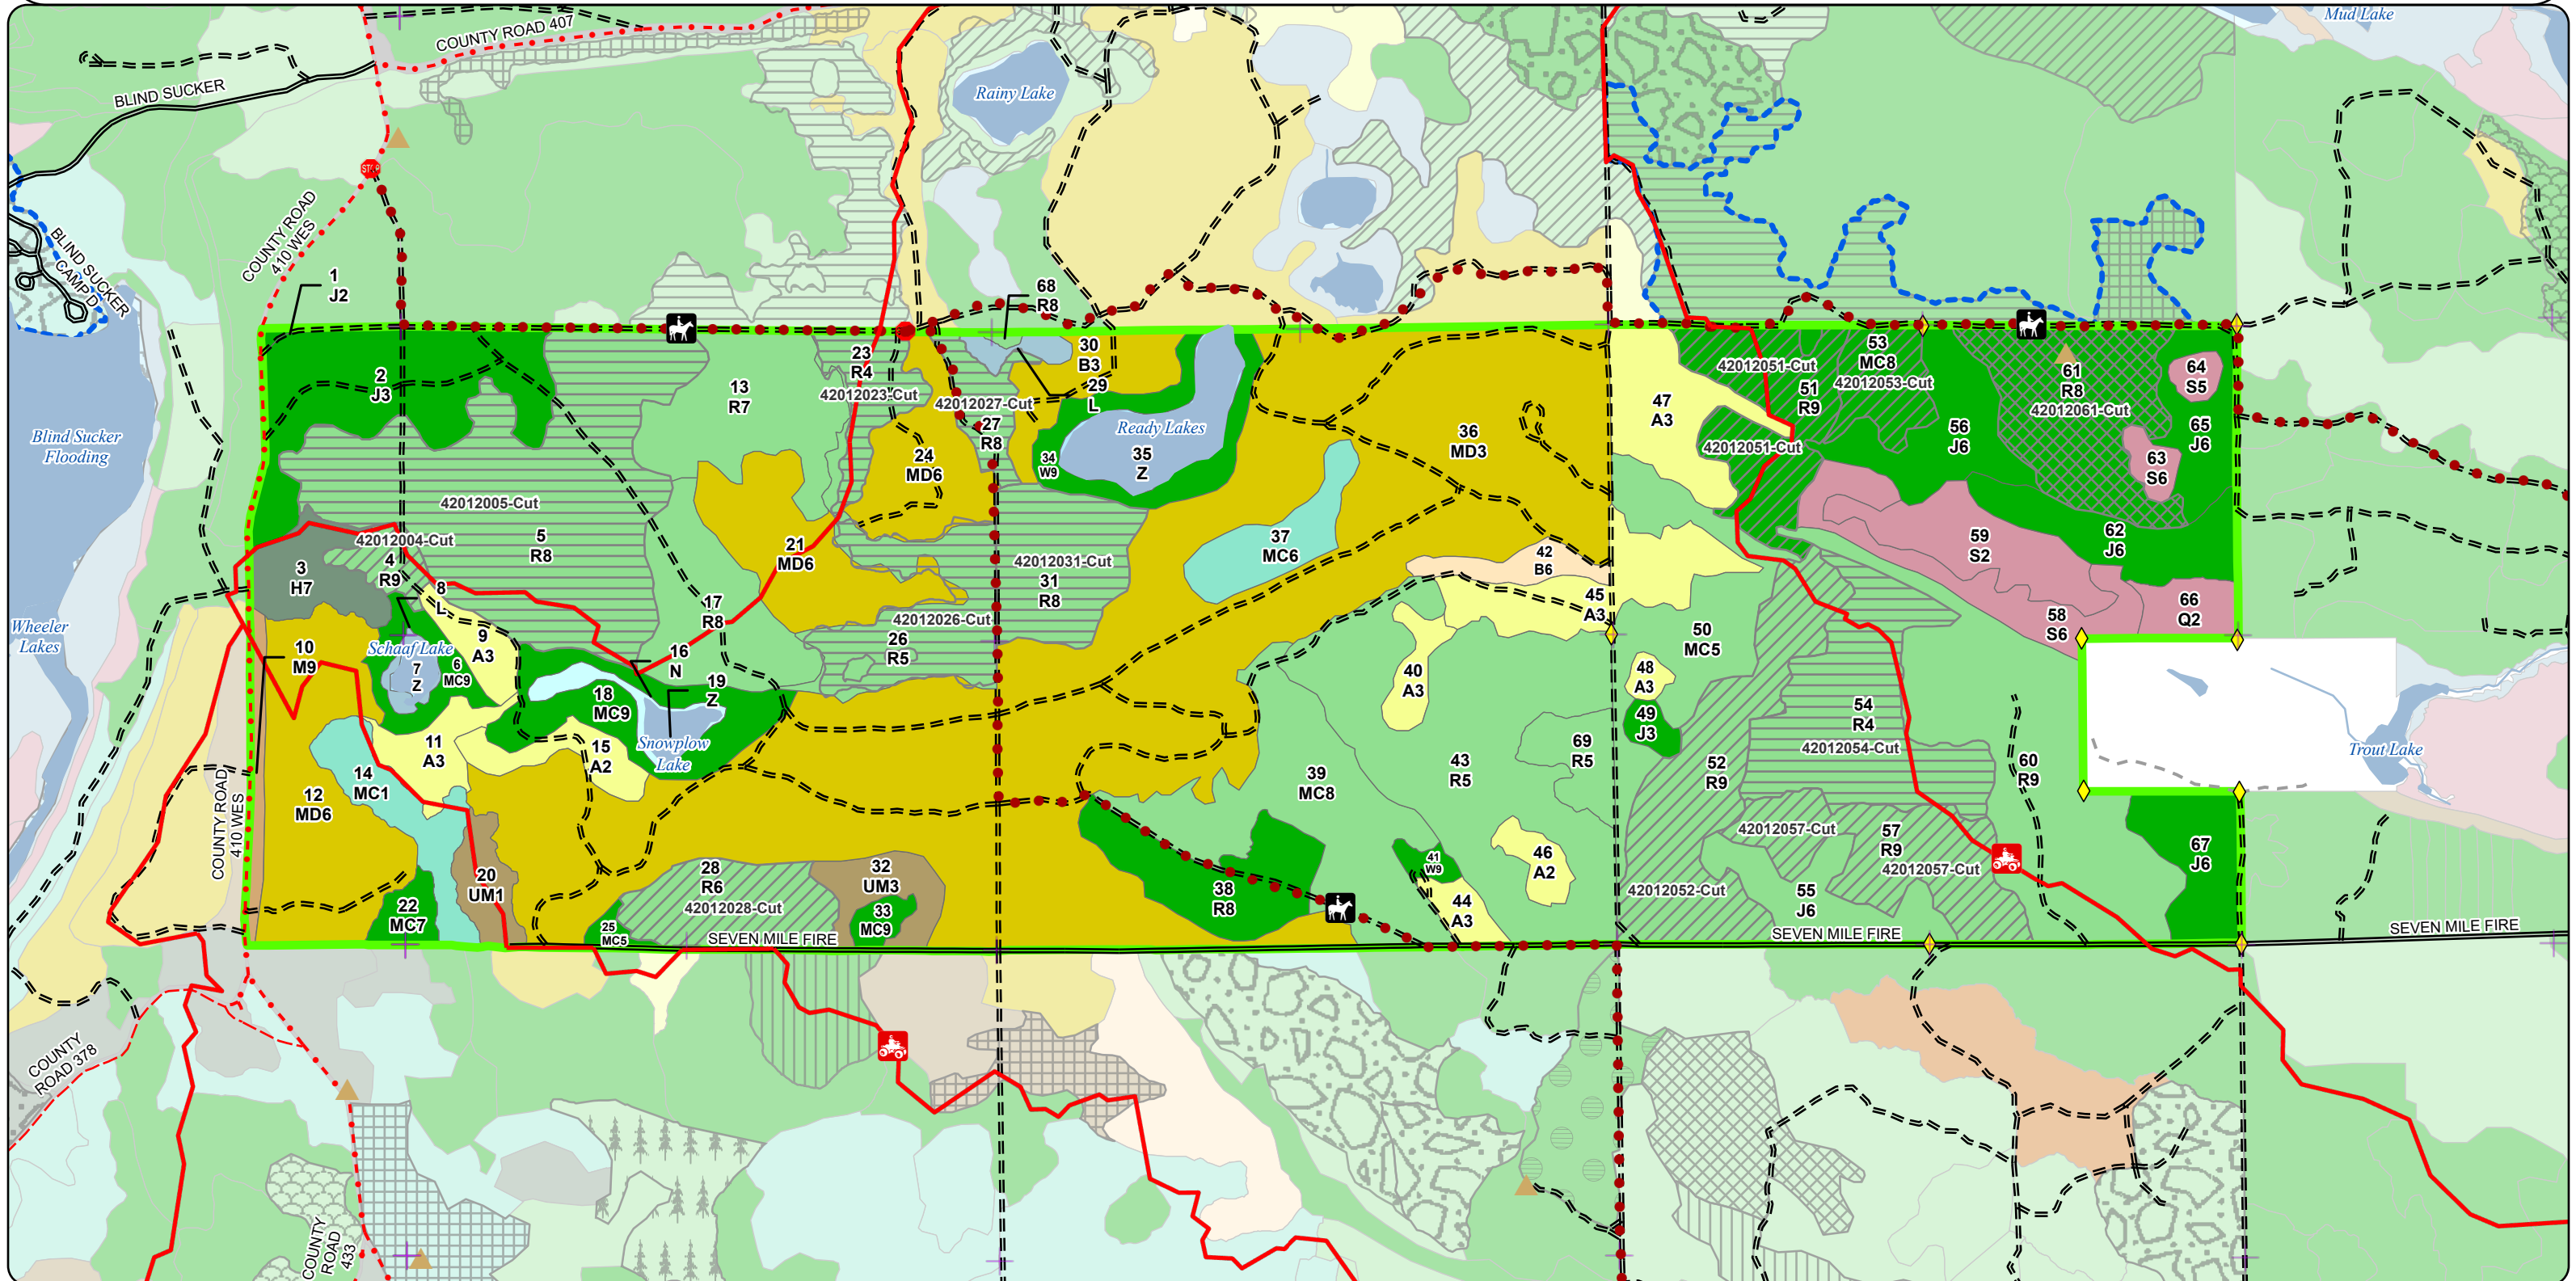 Mud Lake
COUNTY ROAD 407
BLIND SUCKER
Rainy Lake
STOP
COUNTY ROAD
410 WES
BLIND SUCKER
CAMP D
1
J2
68
R8
2
J3
13
R7
23
R4
42012023-Cut
30
B3
29
L
42012027-Cut
27
R8
Ready Lakes
34
W9
35
Z
24
MD6
36
MD3
47
A3
42012051-Cut
53
MC8
42012053-Cut
51
R9
42012051-Cut
56
J6
61
R8
42012061-Cut
64
S5
65
J6
63
S6
Blind Sucker
Flooding
42012005-Cut
5
R8
42012004-Cut
4
R9
3
H7
21
MD6
42012031-Cut
31
R8
37
MC6
42
B6
45
A3
59
S2
62
J6
58
S6
66
Q2
Wheeler
Lakes
8
L
9
A3
10
M9
Schaaf Lake
7
Z
6
MC9
17
R8
16
N
19
Z
18
MC9
42012026-Cut
26
R5
40
A3
50
MC5
48
A3
49
J3
54
R4
42012054-Cut
Snowplow
Lake
11
A3
15
A2
14
MC1
12
MD6
COUNTY ROAD
410 WES
39
MC8
43
R5
69
R5
52
R9
60
R9
Trout Lake
42012057-Cut
57
R9
42012057-Cut
67
J6
20
UM1
28
R6
42012028-Cut
32
UM3
33
MC9
38
R8
41
W9
44
A3
46
A2
42012052-Cut
55
J6
22
MC7
25
MC5
SEVEN MILE FIRE
SEVEN MILE FIRE
SEVEN MILE FIRE
COUNTY
ROAD 378
COUNTY
ROAD
433